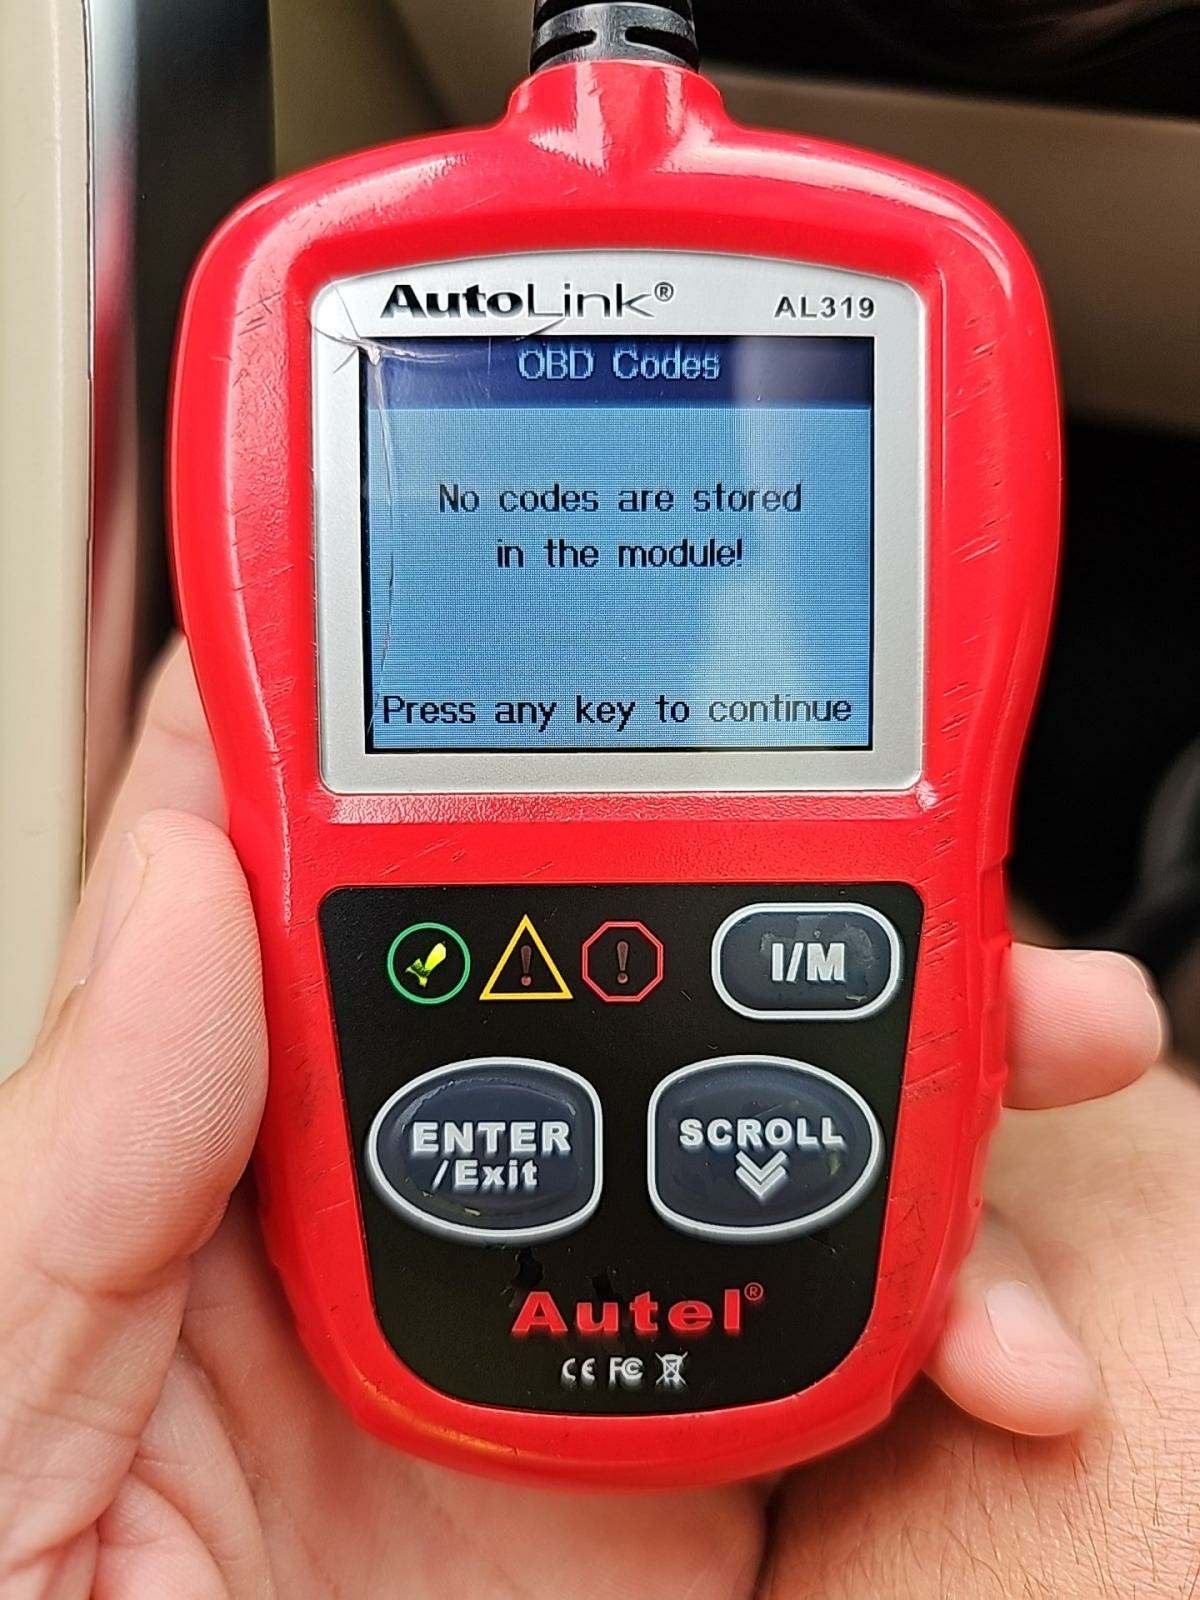 AutoLink®
AL319
OBD Codes
No codes are stored
in the module!
Press any key to continue
I/M
ENTER
/Exit
SCROLL
Autel®
CE FC